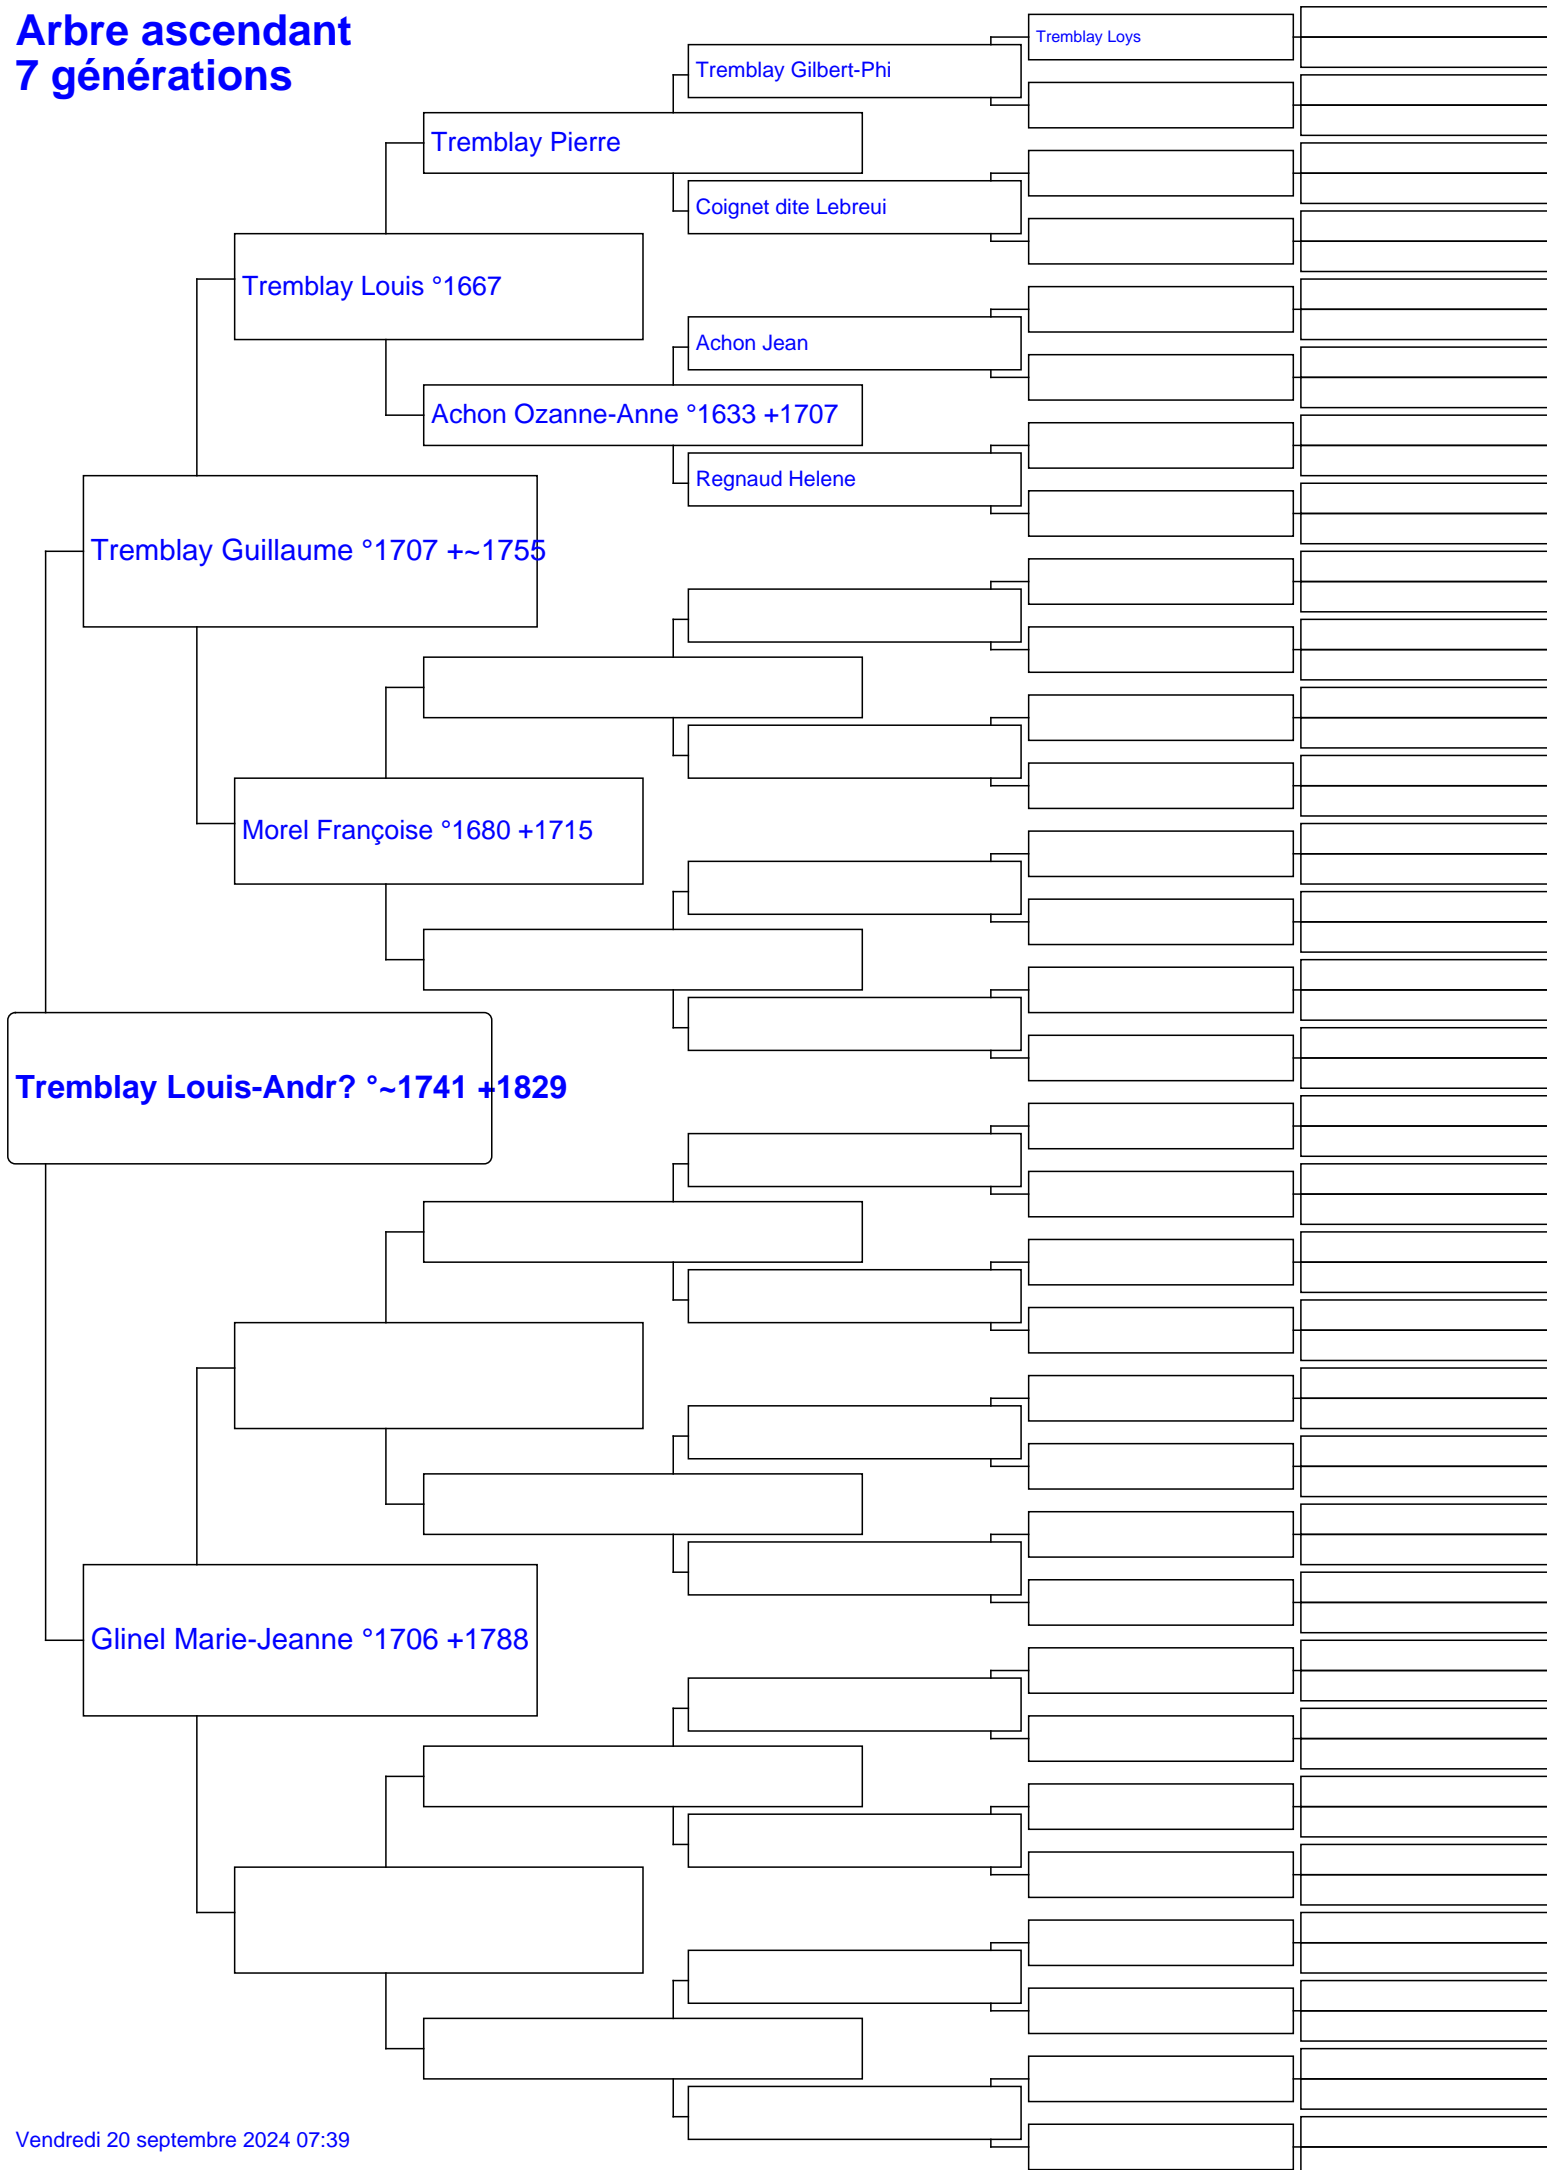 Arbre ascendant
7 générations
Tremblay Loys
Tremblay Gilbert-Phi
Tremblay Pierre
Coignet dite Lebreui
Tremblay Louis °1667
Achon Jean
Achon Ozanne-Anne °1633 +1707
Regnaud Helene
Tremblay Guillaume °1707 +~1755
Morel Françoise °1680 +1715
Tremblay Louis-Andr? °~1741 +1829
Glinel Marie-Jeanne °1706 +1788
Vendredi 20 septembre 2024 07:39